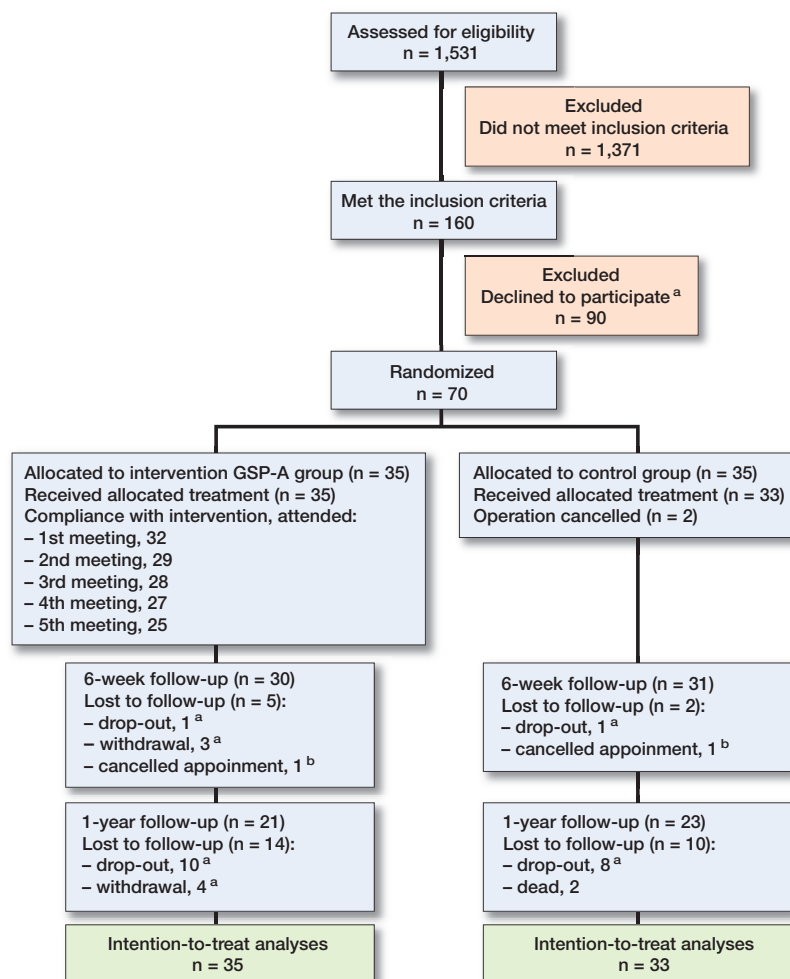 Assessed for eligibility
n = 1,531
Excluded
Did not meet inclusion criteria
n = 1,371
Met the inclusion criteria
n = 160
Excluded
Declined to participate a
n = 90
Randomized
n = 70
Allocated to intervention GSP-A group (n = 35)
Received allocated treatment (n = 35)
Compliance with intervention, attended:
– 1st meeting, 32
– 2nd meeting, 29
– 3rd meeting, 28
– 4th meeting, 27
– 5th meeting, 25
Allocated to control group (n = 35)
Received allocated treatment (n = 33)
Operation cancelled (n = 2)
6-week follow-up (n = 30)
Lost to follow-up (n = 5):
– drop-out, 1 a
– withdrawal, 3 a
– cancelled appoinment, 1 b
6-week follow-up (n = 31)
Lost to follow-up (n = 2):
– drop-out, 1 a
– cancelled appoinment, 1 b
1-year follow-up (n = 21)
Lost to follow-up (n = 14):
– drop-out, 10 a
– withdrawal, 4 a
1-year follow-up (n = 23)
Lost to follow-up (n = 10):
– drop-out, 8 a
– dead, 2
Intention-to-treat analyses
n = 35
Intention-to-treat analyses
n = 33